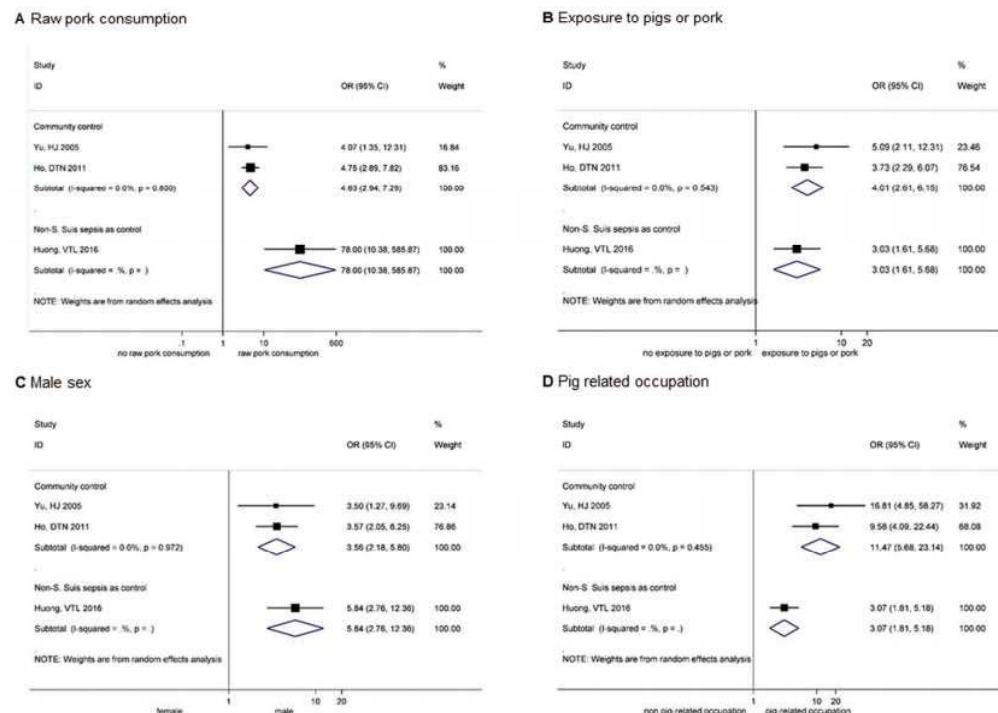 A Raw pork consumption
Study %
ID OR (95% CI) Weight
Community control
Yu, HJ 2005 4.07 (1.35, 12.31) 16.84
Ho, DTN 2011 4.75 (2.89, 7.82) 83.16
Subtotal (I-squared = 0.0%, p = 0.800) 4.63 (2.94, 7.29) 100.00
.
Non-S. Suis sepsis as control
Huong, VTL 2016 78.00 (10.38, 585.87) 100.00
Subtotal (I-squared = .%, p = .) 78.00 (10.38, 585.87) 100.00
.
NOTE: Weights are from random effects analysis
.1 1 10 600
no raw pork consumption raw pork consumption
B Exposure to pigs or pork
Study %
ID OR (95% CI) Weight
Community control
Yu, HJ 2005 5.09 (2.11, 12.31) 23.46
Ho, DTN 2011 3.73 (2.29, 6.07) 76.54
Subtotal (I-squared = 0.0%, p = 0.543) 4.01 (2.61, 6.15) 100.00
.
Non-S. Suis sepsis as control
Huong, VTL 2016 3.03 (1.61, 5.68) 100.00
Subtotal (I-squared = .%, p = .) 3.03 (1.61, 5.68) 100.00
.
NOTE: Weights are from random effects analysis
1 10 20
no exposure to pigs or pork exposure to pigs or pork
C Male sex
Study %
ID OR (95% CI) Weight
Community control
Yu, HJ 2005 3.50 (1.27, 9.69) 23.14
Ho, DTN 2011 3.57 (2.05, 6.25) 76.86
Subtotal (I-squared = 0.0%, p = 0.972) 3.56 (2.18, 5.80) 100.00
.
Non-S. Suis sepsis as control
Huong, VTL 2016 5.84 (2.76, 12.36) 100.00
Subtotal (I-squared = .%, p = .) 5.84 (2.76, 12.36) 100.00
.
NOTE: Weights are from random effects analysis
1 10 20
female male
D Pig related occupation
Study %
ID OR (95% CI) Weight
Community control
Yu, HJ 2005 16.81 (4.85, 58.27) 31.92
Ho, DTN 2011 9.58 (4.09, 22.44) 68.08
Subtotal (I-squared = 0.0%, p = 0.455) 11.47 (5.68, 23.14) 100.00
.
Non-S. Suis sepsis as control
Huong, VTL 2016 3.07 (1.81, 5.18) 100.00
Subtotal (I-squared = .%, p = .) 3.07 (1.81, 5.18) 100.00
.
NOTE: Weights are from random effects analysis
1 10 20
non pig related occupation pig related occupation